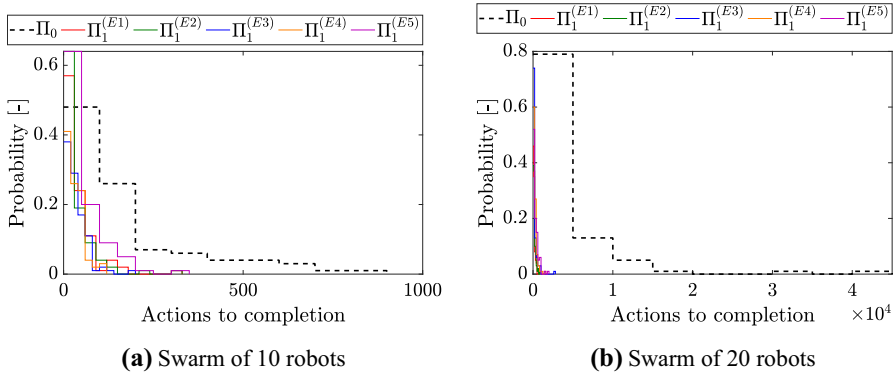 Π₀ Π₁⁽ᴱ¹⁾ Π₁⁽ᴱ²⁾ Π₁⁽ᴱ³⁾ Π₁⁽ᴱ⁴⁾ Π₁⁽ᴱ⁵⁾
Probability [-]
0.6
0.4
0.2
0
0 500 1000
Actions to completion
(a) Swarm of 10 robots
Π₀ Π₁⁽ᴱ¹⁾ Π₁⁽ᴱ²⁾ Π₁⁽ᴱ³⁾ Π₁⁽ᴱ⁴⁾ Π₁⁽ᴱ⁵⁾
Probability [-]
0.8
0.6
0.4
0.2
0
0 1 2 3 4
Actions to completion ×10⁴
(b) Swarm of 20 robots